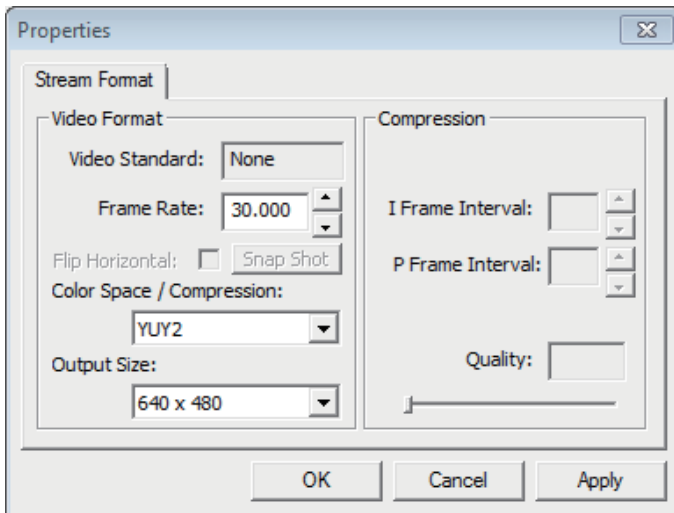 Properties
Stream Format
Video Format
Video Standard: None
Frame Rate: 30.000
Flip Horizontal: Snap Shot
Color Space / Compression:
YUY2
Output Size:
640 x 480
Compression
I Frame Interval:
P Frame Interval:
Quality:
OK Cancel Apply